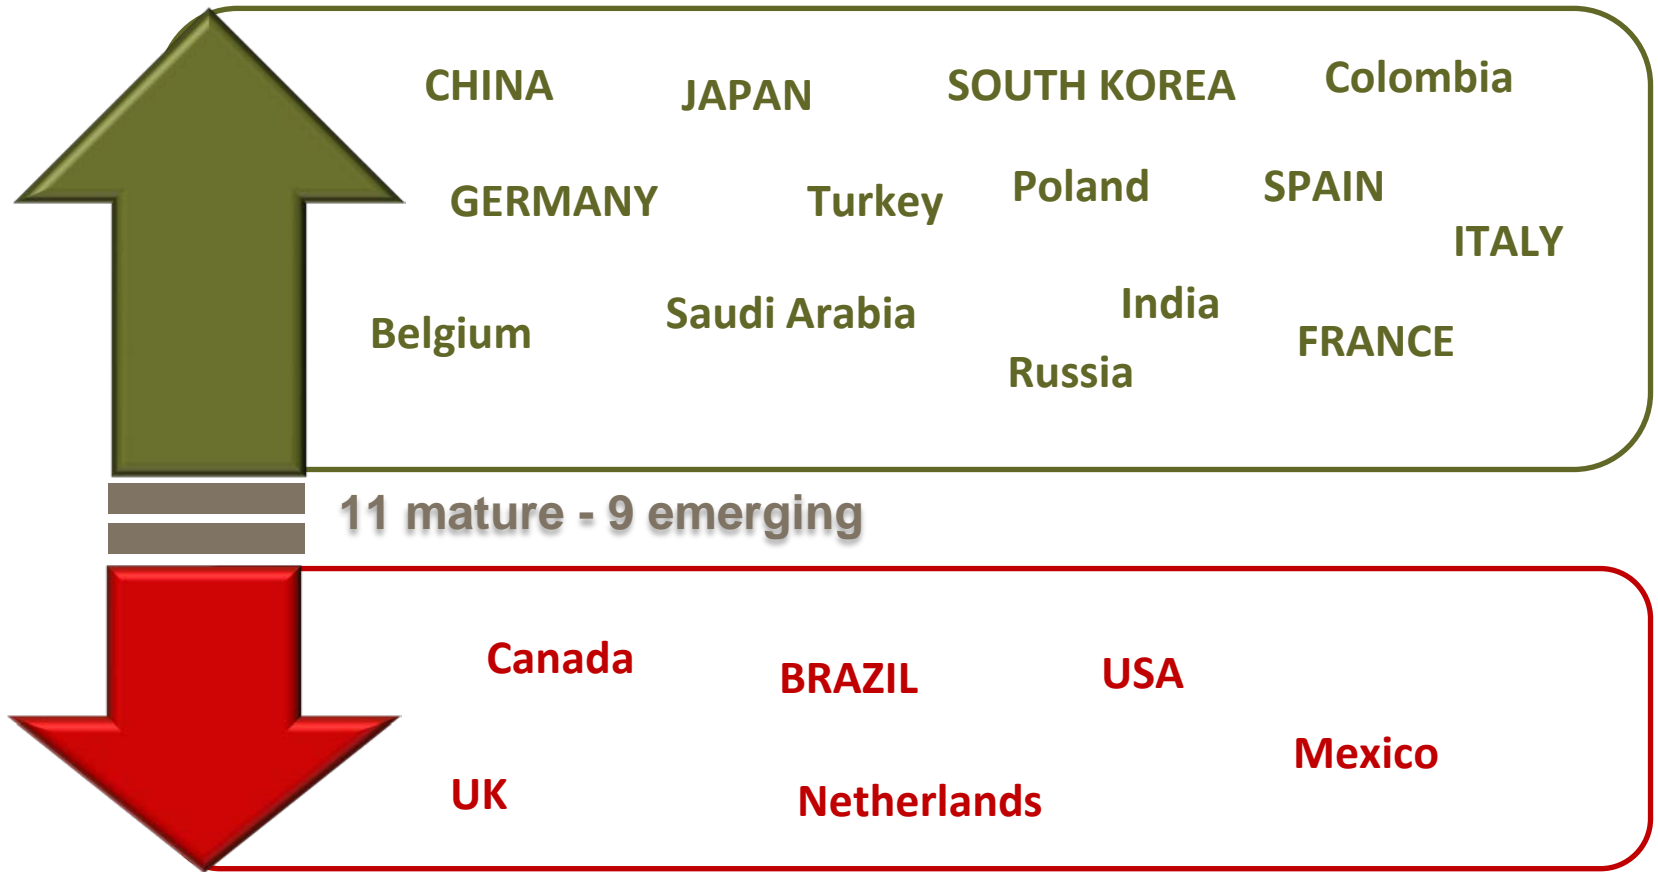 CHINA
JAPAN
SOUTH KOREA
Colombia
GERMANY
Turkey
Poland
SPAIN
ITALY
Belgium
Saudi Arabia
India
Russia
FRANCE
11 mature - 9 emerging
Canada
BRAZIL
USA
Mexico
UK
Netherlands